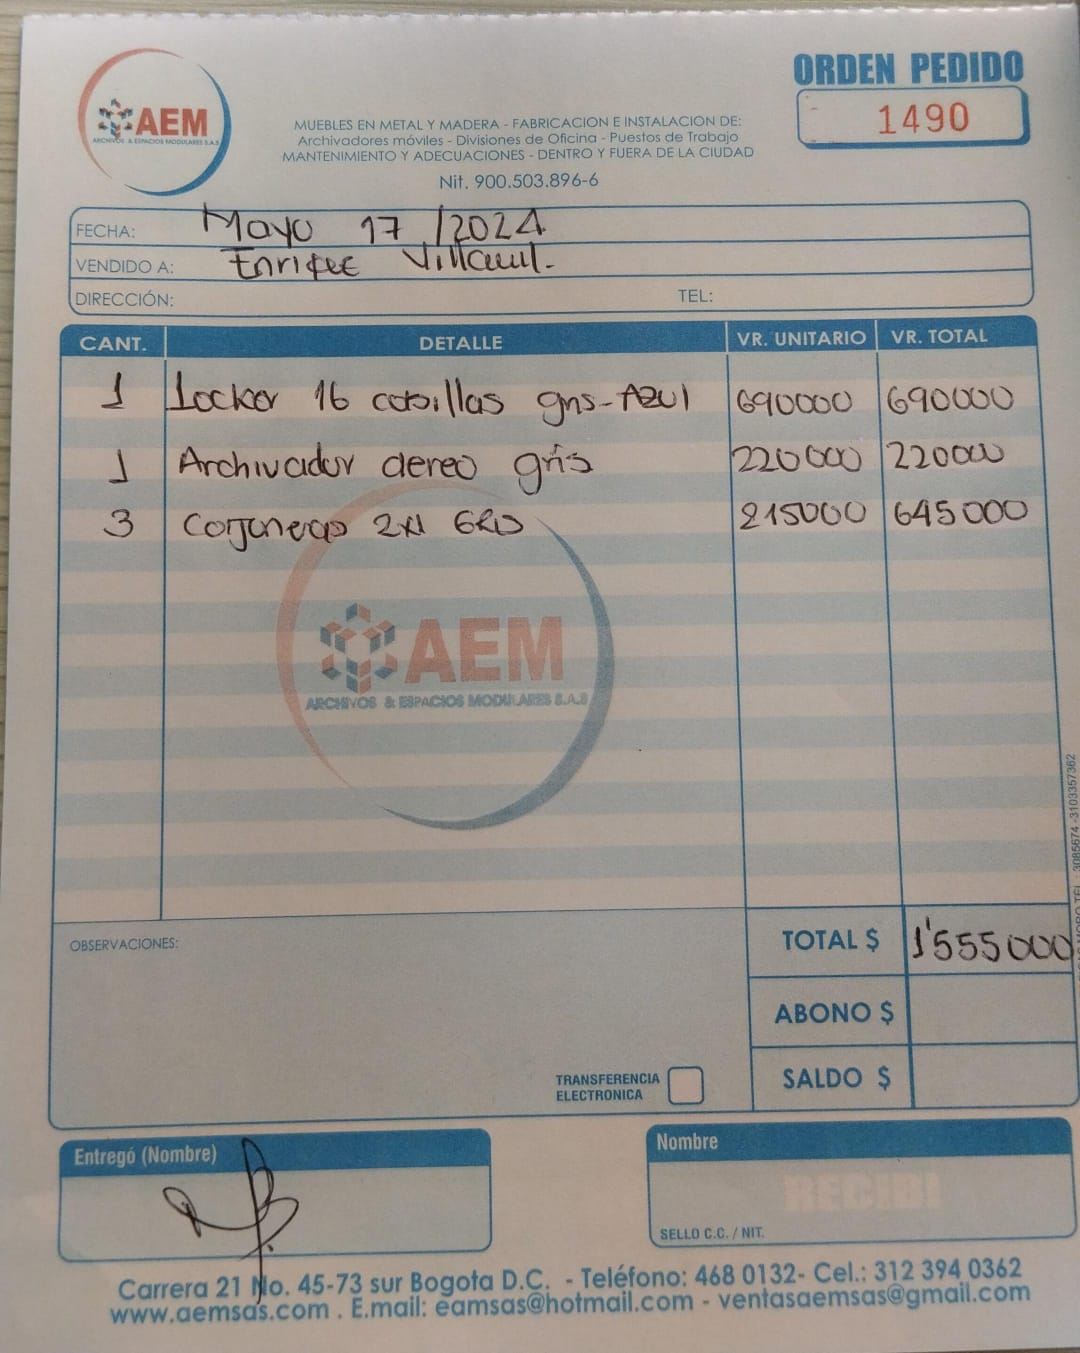 ORDEN PEDIDO
1490
AEM
ARCHIVOS & ESPACIOS MODULARES S.A.S
MUEBLES EN METAL Y MADERA - FABRICACION E INSTALACION DE:
Archivadores móviles - Divisiones de Oficina - Puestos de Trabajo
MANTENIMIENTO Y ADECUACIONES - DENTRO Y FUERA DE LA CIUDAD
Nit. 900.503.896-6
FECHA: Mayo 17 /2024
VENDIDO A: Enrique
DIRECCIÓN: TEL:
CANT. DETALLE VR. UNITARIO VR. TOTAL
1 Locker 16 casillas gris-AZUl 690000 690000
1 Archivador aereo gris 220000 220000
3 2x1 GRIS 215000 645000
AEM
ARCHIVOS & ESPACIOS MODULARES S.A.S
OBSERVACIONES:
TOTAL $ 1'555000
ABONO $
TRANSFERENCIA
ELECTRONICA
SALDO $
Entregó (Nombre)
Nombre
RECIBI
SELLO C.C. / NIT.
Carrera 21 No. 45-73 sur Bogota D.C. - Teléfono: 468 0132- Cel.: 312 394 0362
www.aemsas.com . E.mail: eamsas@hotmail.com - ventasaemsas@gmail.com
TEL.: 3085674 -3103357362